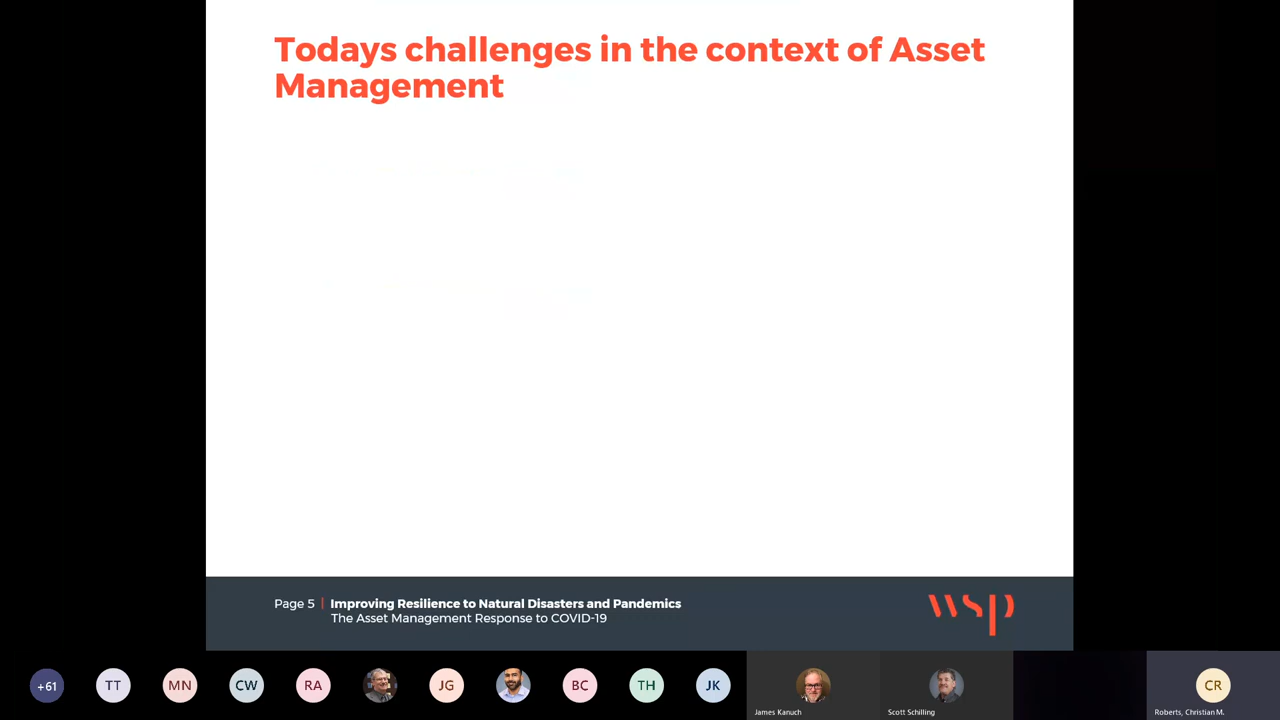 Todays challenges in the context of Asset
Management
Page 5 | Improving Resilience to Natural Disasters and Pandemics
The Asset Management Response to COVID-19
wsp
+61
TT
MN
CW
RA
JG
BC
TH
JK
CR
James Kanuch
Scott Schilling
Roberts, Christian M.